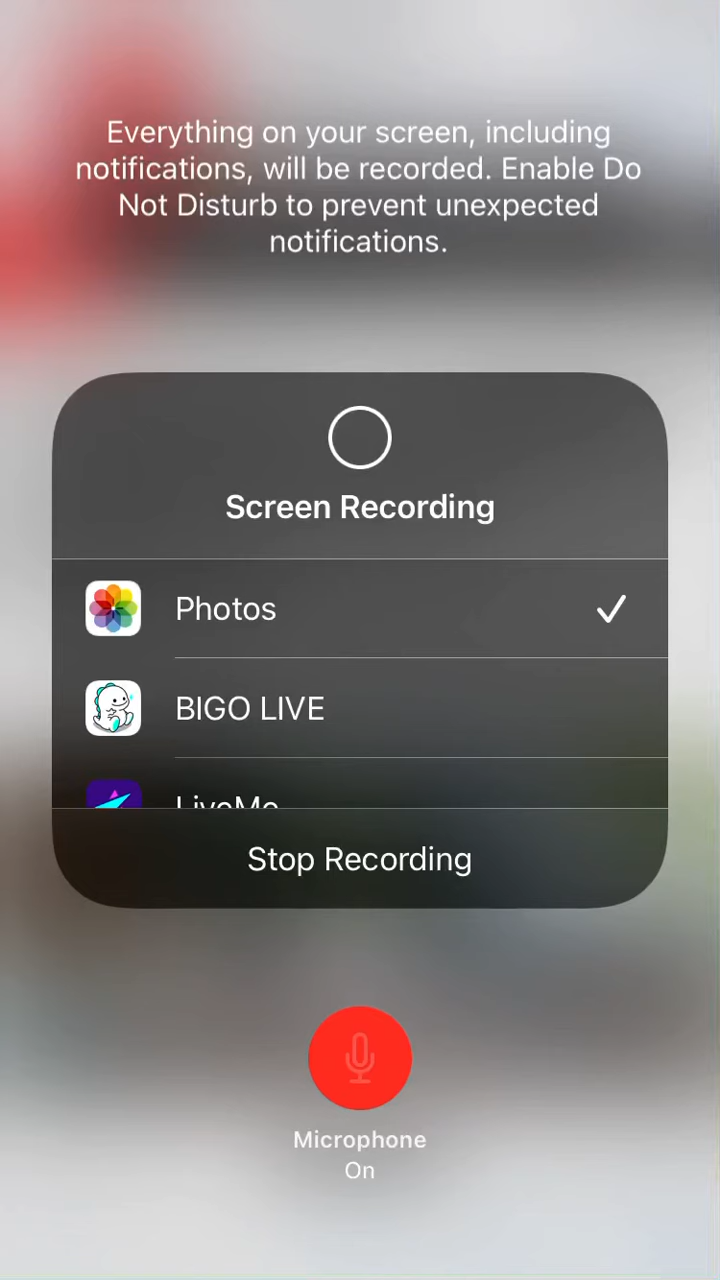 Everything on your screen, including
notifications, will be recorded. Enable Do
Not Disturb to prevent unexpected
notifications.
Screen Recording
Photos
BIGO LIVE
LiveMe
Stop Recording
Microphone
On